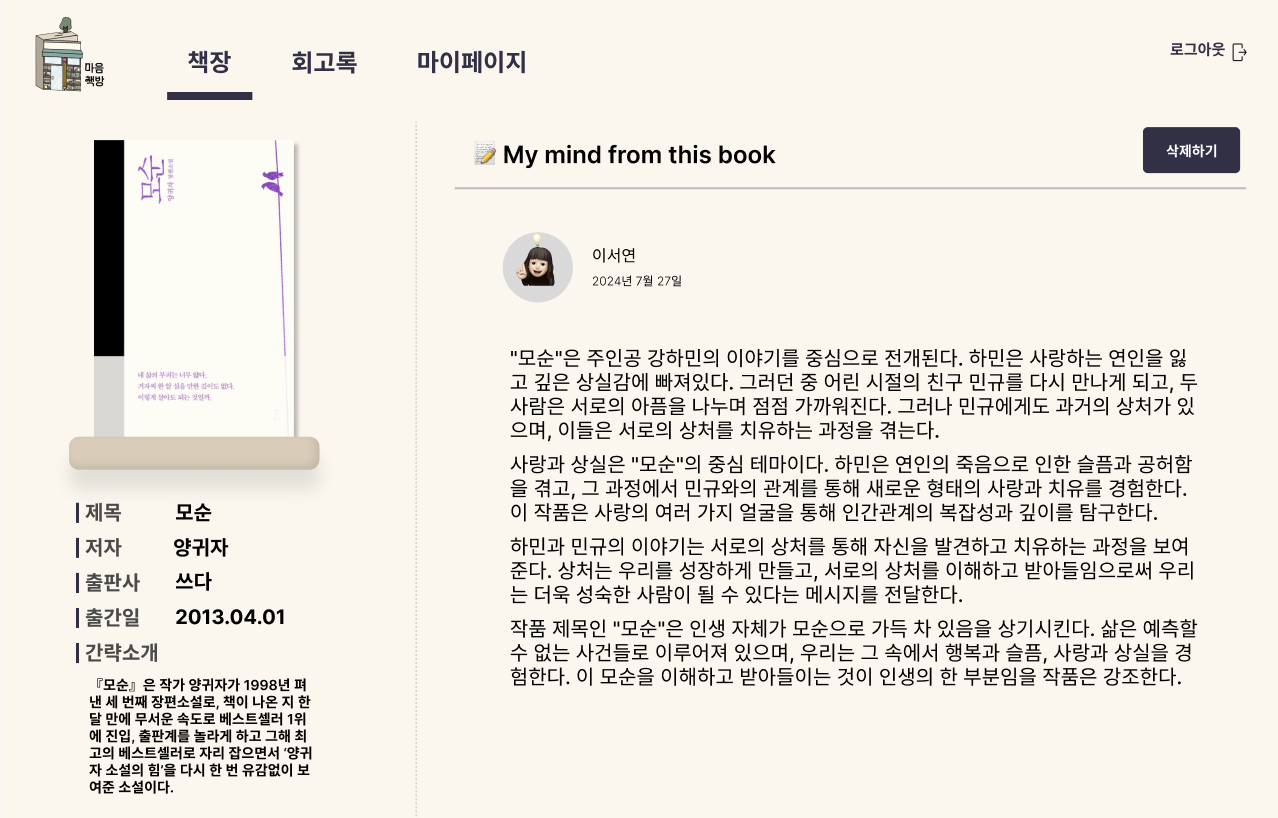 마음
책방
책장
회고록
마이페이지
로그아웃
모순
양귀자 장편소설
내 삶의 부피는 너무 얇다.
겨자씨 한 알 심을 만한 깊이도 없다.
이렇게 살아도 되는 것일까.
제목 모순
저자 양귀자
출판사 쓰다
출간일 2013.04.01
간략소개
『모순』은 작가 양귀자가 1998년 펴
낸 세 번째 장편소설로, 책이 나온 지 한
달 만에 무서운 속도로 베스트셀러 1위
에 진입, 출판계를 놀라게 하고 그해 최
고의 베스트셀러로 자리 잡으면서 ‘양귀
자 소설의 힘’을 다시 한 번 유감없이 보
여준 소설이다.
My mind from this book
삭제하기
이서연
2024년 7월 27일
"모순"은 주인공 강하민의 이야기를 중심으로 전개된다. 하민은 사랑하는 연인을 잃
고 깊은 상실감에 빠져있다. 그러던 중 어린 시절의 친구 민규를 다시 만나게 되고, 두
사람은 서로의 아픔을 나누며 점점 가까워진다. 그러나 민규에게도 과거의 상처가 있
으며, 이들은 서로의 상처를 치유하는 과정을 겪는다.
사랑과 상실은 "모순"의 중심 테마이다. 하민은 연인의 죽음으로 인한 슬픔과 공허함
을 겪고, 그 과정에서 민규와의 관계를 통해 새로운 형태의 사랑과 치유를 경험한다.
이 작품은 사랑의 여러 가지 얼굴을 통해 인간관계의 복잡성과 깊이를 탐구한다.
하민과 민규의 이야기는 서로의 상처를 통해 자신을 발견하고 치유하는 과정을 보여
준다. 상처는 우리를 성장하게 만들고, 서로의 상처를 이해하고 받아들임으로써 우리
는 더욱 성숙한 사람이 될 수 있다는 메시지를 전달한다.
작품 제목인 "모순"은 인생 자체가 모순으로 가득 차 있음을 상기시킨다. 삶은 예측할
수 없는 사건들로 이루어져 있으며, 우리는 그 속에서 행복과 슬픔, 사랑과 상실을 경
험한다. 이 모순을 이해하고 받아들이는 것이 인생의 한 부분임을 작품은 강조한다.